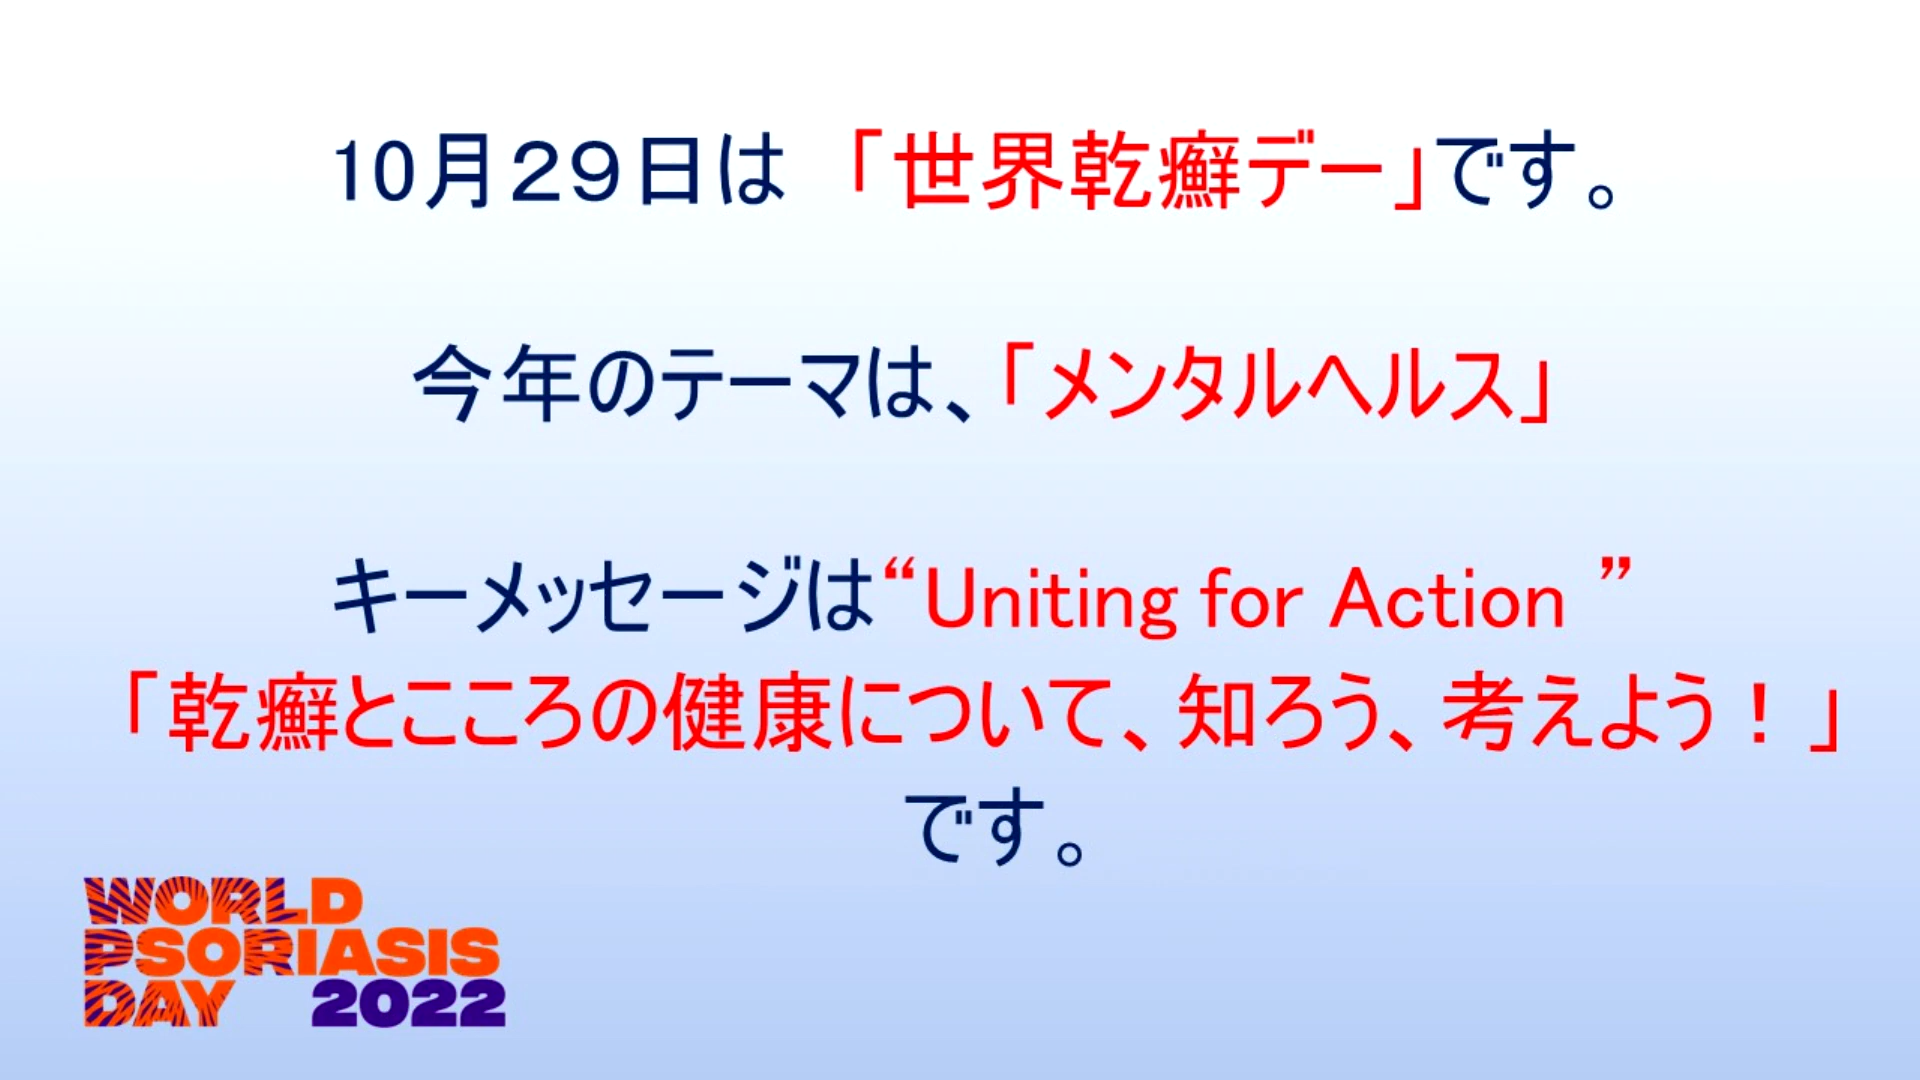 10月２９日は　「世界乾癬デー」です。
今年のテーマは、「メンタルヘルス」
キーメッセージは“Uniting for Action ”
「乾癬とこころの健康について、知ろう、考えよう！」
です。
WORLD
PSORIASIS
DAY 2022